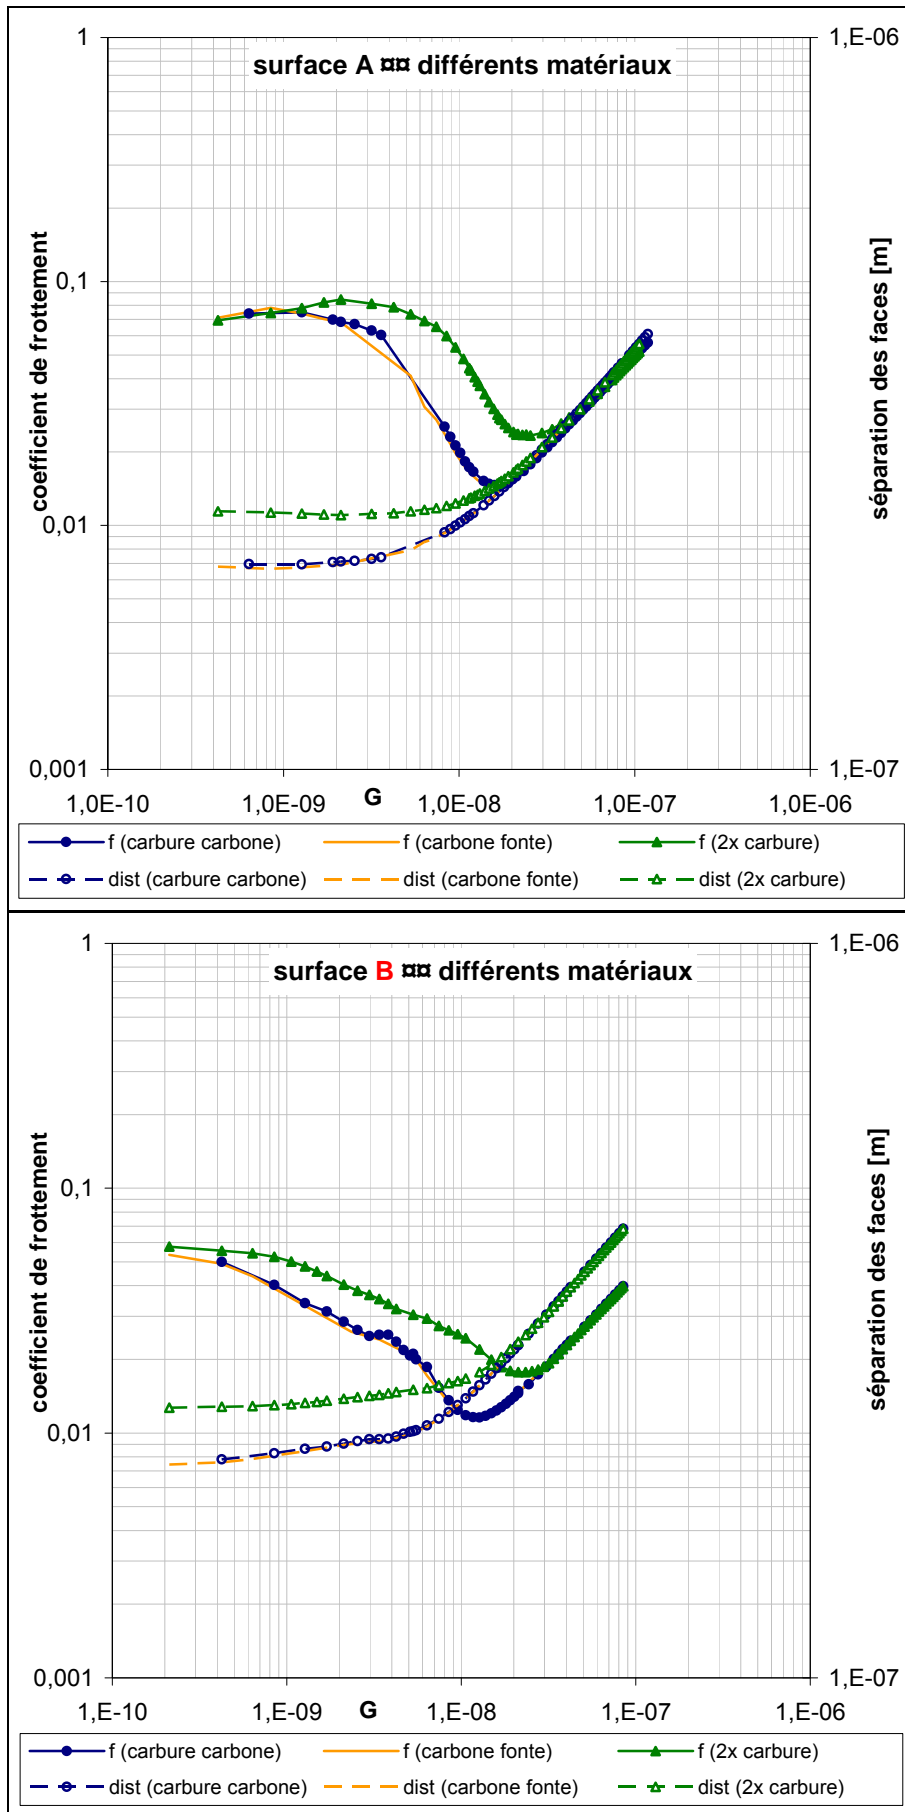 surface A ¤¤ différents matériaux
1
0,1
0,01
0,001
coefficient de frottement
1,E-06
1,E-07
séparation des faces [m]
1,0E-10
1,0E-09
G
1,0E-08
1,0E-07
1,0E-06
f (carbure carbone)
f (carbone fonte)
f (2x carbure)
dist (carbure carbone)
dist (carbone fonte)
dist (2x carbure)
surface B ¤¤ différents matériaux
1
0,1
0,01
0,001
coefficient de frottement
1,E-06
1,E-07
séparation des faces [m]
1,E-10
1,E-09
G
1,E-08
1,E-07
1,E-06
f (carbure carbone)
f (carbone fonte)
f (2x carbure)
dist (carbure carbone)
dist (carbone fonte)
dist (2x carbure)